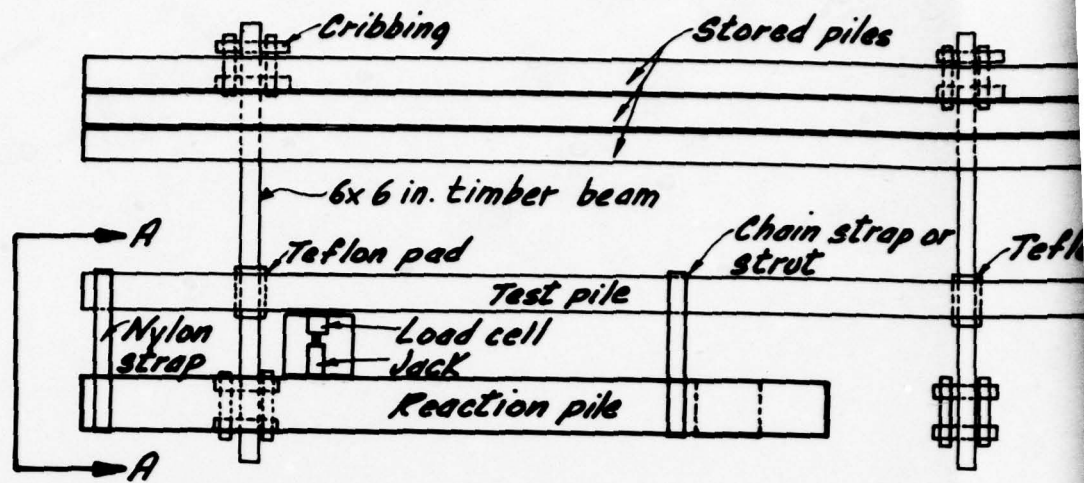 Cribbing
Stored piles
6x6 in. timber beam
A
Teflon pad
Chain strap or
strut
Test pile
Nylon
strap
Load cell
Jack
Reaction pile
A